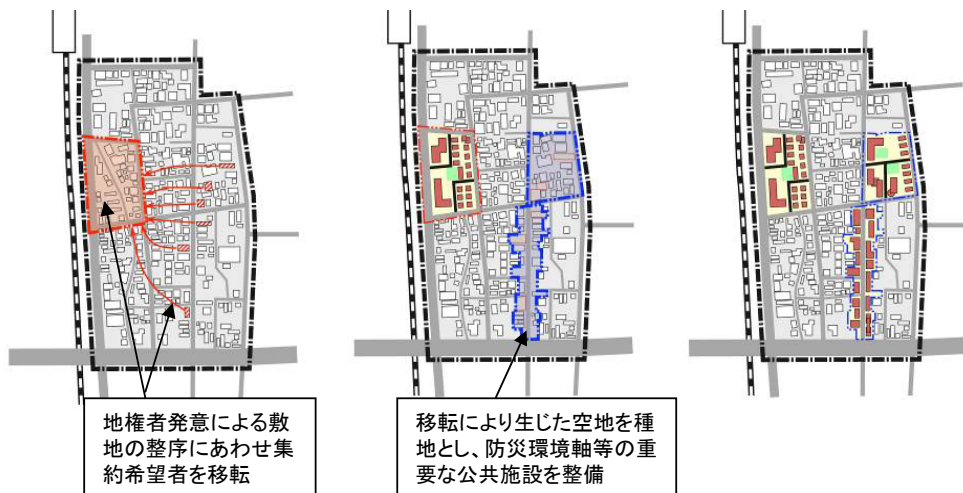 地権者発意による敷
地の整序にあわせ集
約希望者を移転
移転により生じた空地を種
地とし、防災環境軸等の重
要な公共施設を整備